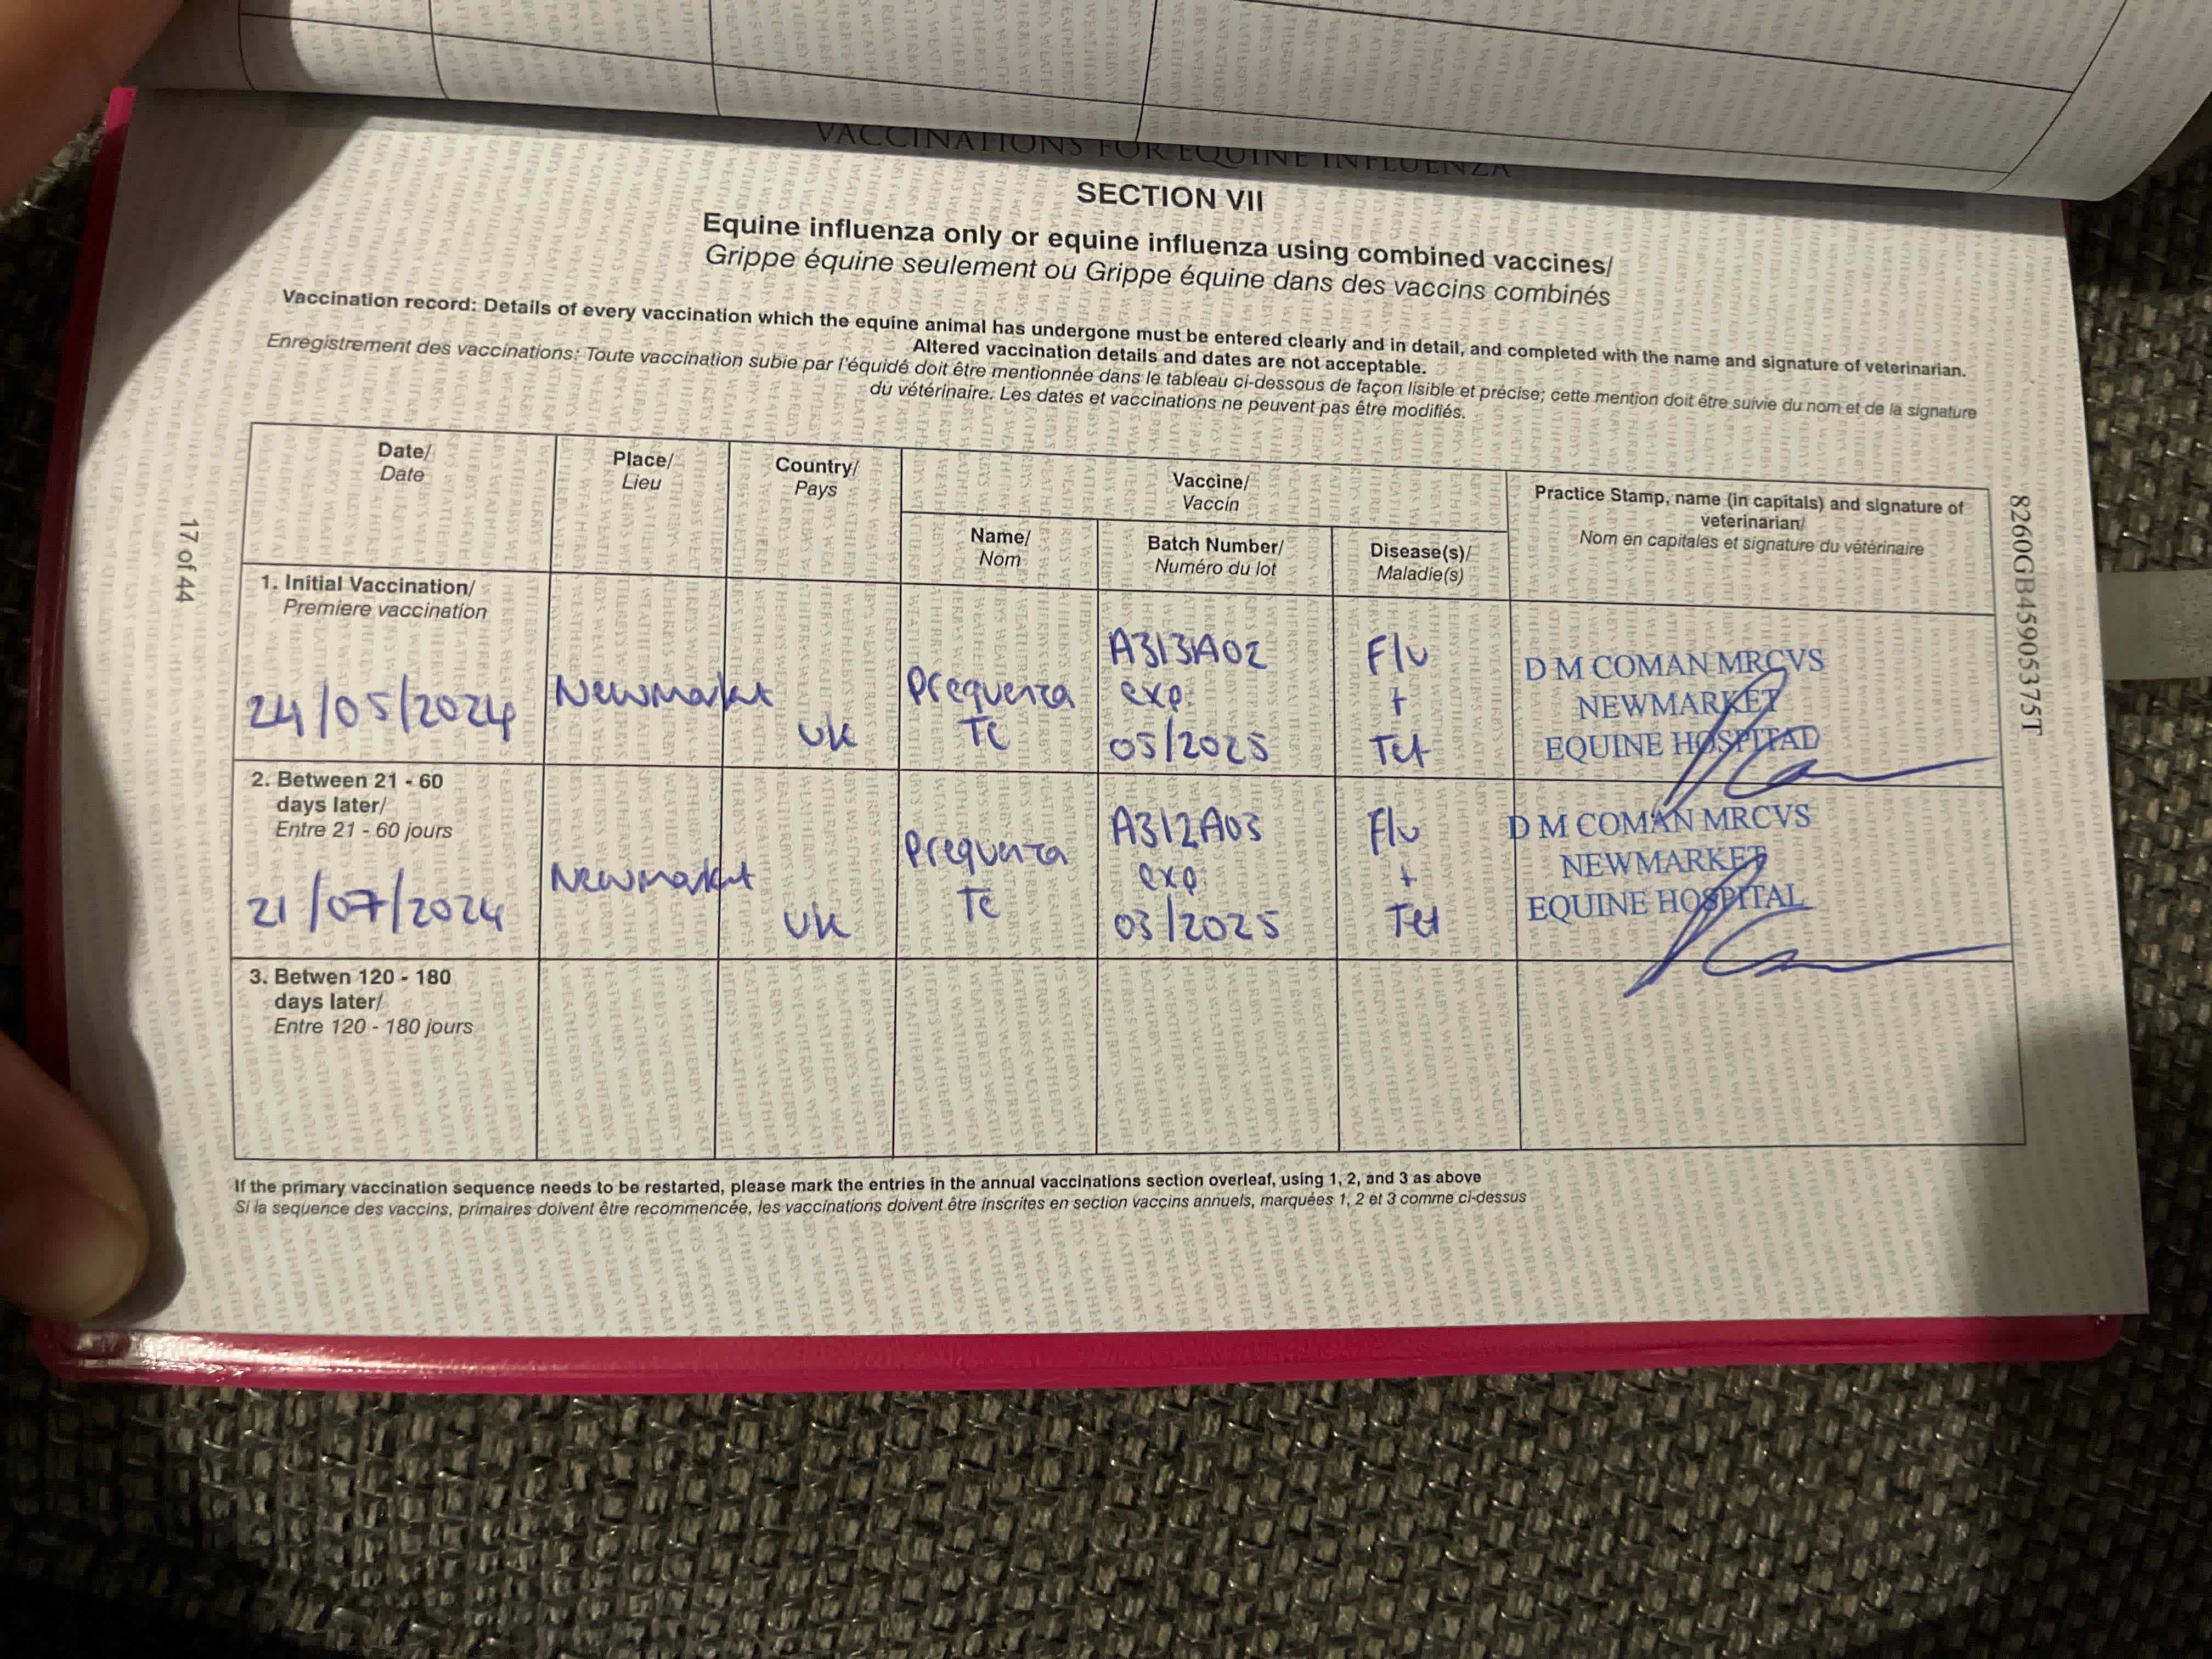 VACCINATIONS FOR EQUINE INFLUENZA
SECTION VII
Equine influenza only or equine influenza using combined vaccines/
Grippe équine seulement ou Grippe équine dans des vaccins combinés
Vaccination record: Details of every vaccination which the equine animal has undergone must be entered clearly and in detail, and completed with the name and signature of veterinarian.
Altered vaccination details and dates are not acceptable.
Enregistrement des vaccinations: Toute vaccination subie par l'équidé doit être mentionnée dans le tableau ci-dessous de façon lisible et précise; cette mention doit être suivie du nom et de la signature
du vétérinaire. Les dates et vaccinations ne peuvent pas être modifiés.
Date/
Date
Place/
Lieu
Country/
Pays
Vaccine/
Vaccin
Name/
Nom
Batch Number/
Numéro du lot
Disease(s)/
Maladie(s)
Practice Stamp, name (in capitals) and signature of
veterinarian/
Nom en capitales et signature du vétérinaire
1. Initial Vaccination/
Premiere vaccination
24/05/2024
Newmarket
UK
Prequenza
Te
A313A02
exp.
05/2025
Flu
+
Tet
D M COMAN MRCVS
NEWMARKET
EQUINE HOSPITAL
2. Between 21 - 60
days later/
Entre 21 - 60 jours
21/07/2024
Newmarket
UK
Prequenza
Te
A312A03
exp.
03/2025
Flu
+
Tet
D M COMAN MRCVS
NEWMARKET
EQUINE HOSPITAL
3. Betwen 120 - 180
days later/
Entre 120 - 180 jours
If the primary vaccination sequence needs to be restarted, please mark the entries in the annual vaccinations section overleaf, using 1, 2, and 3 as above
Si la sequence des vaccins, primaires doivent être recommencée, les vaccinations doivent être inscrites en section vaccins annuels, marquées 1, 2 et 3 comme ci-dessus
17 of 44
8260GB45905375T